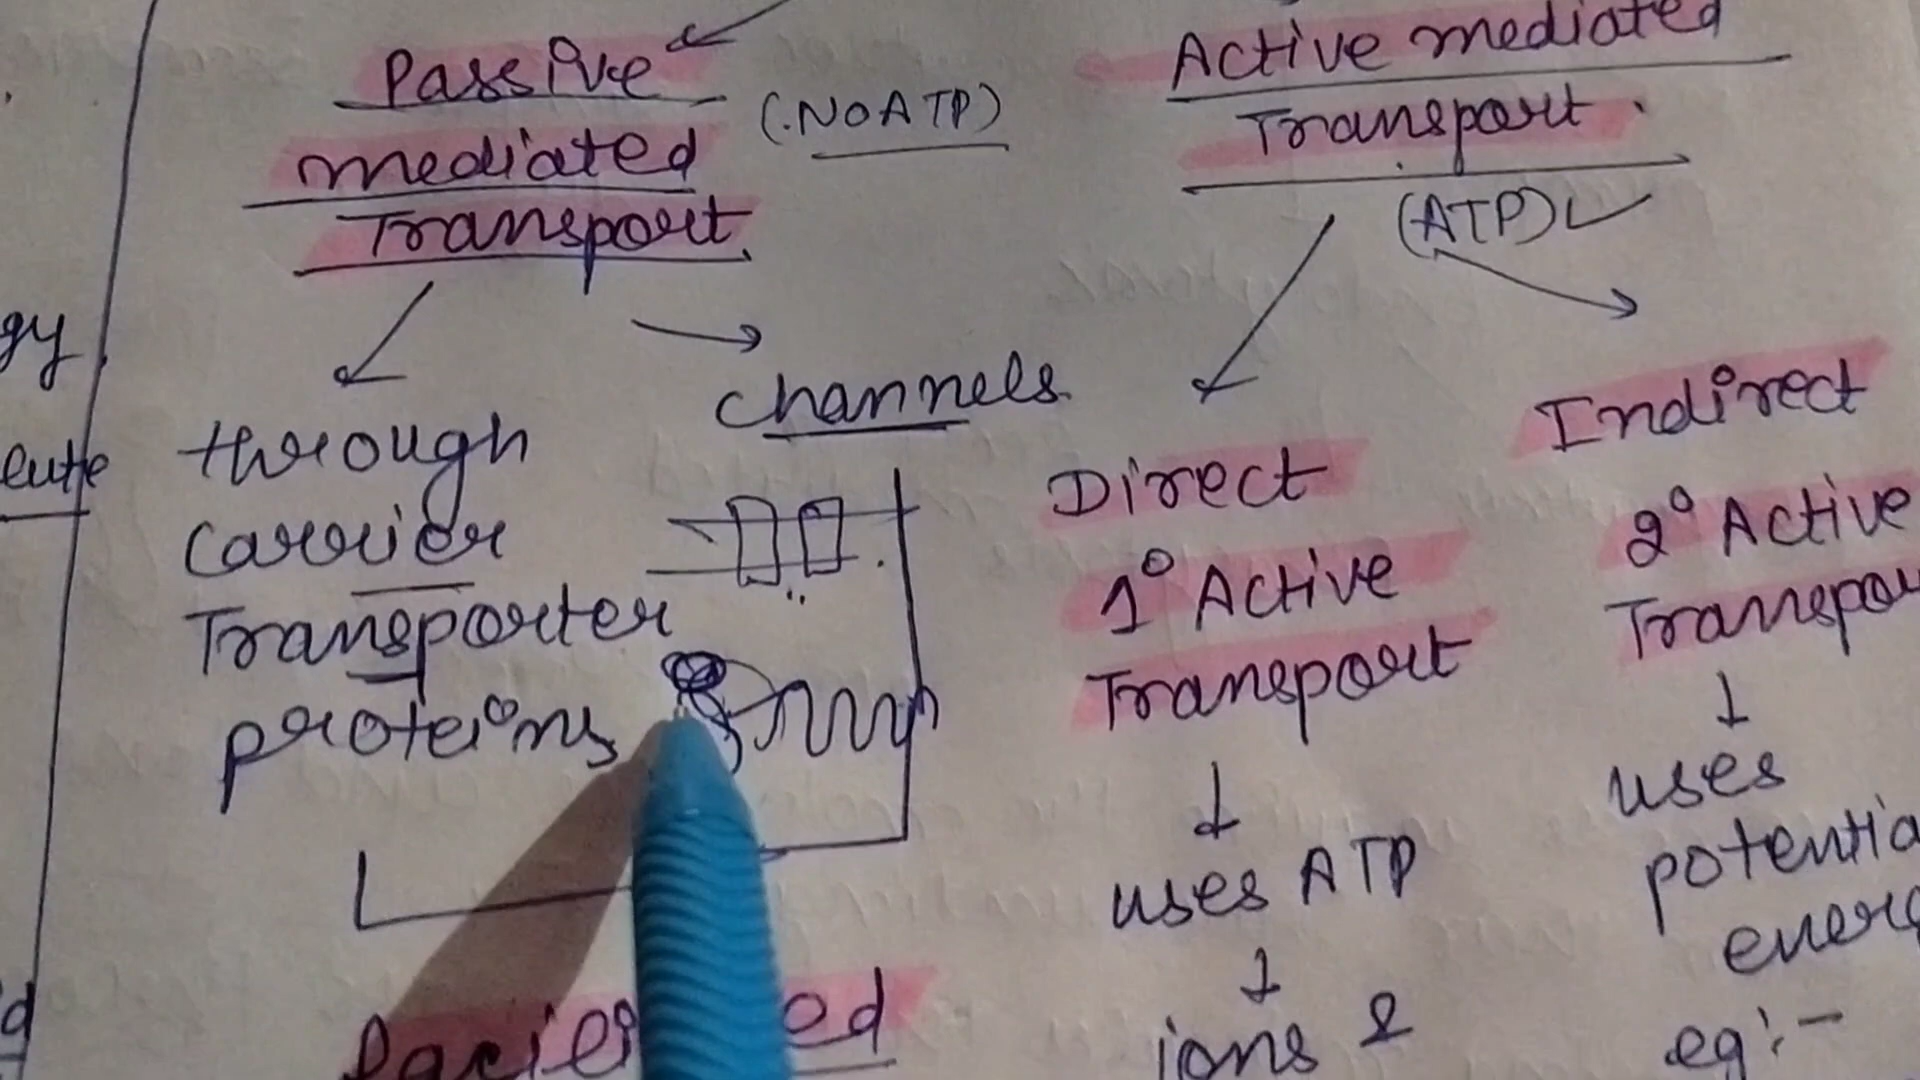 Passive
mediated
Transport.
(NO ATP)
through
carrier
Transporter
proteins
channels.
Active mediated
Transport.
(ATP)
Direct
1° Active
Transport
↓
uses ATP
↓
ions &
Indirect
2° Active
↓
uses
eg:-
gy